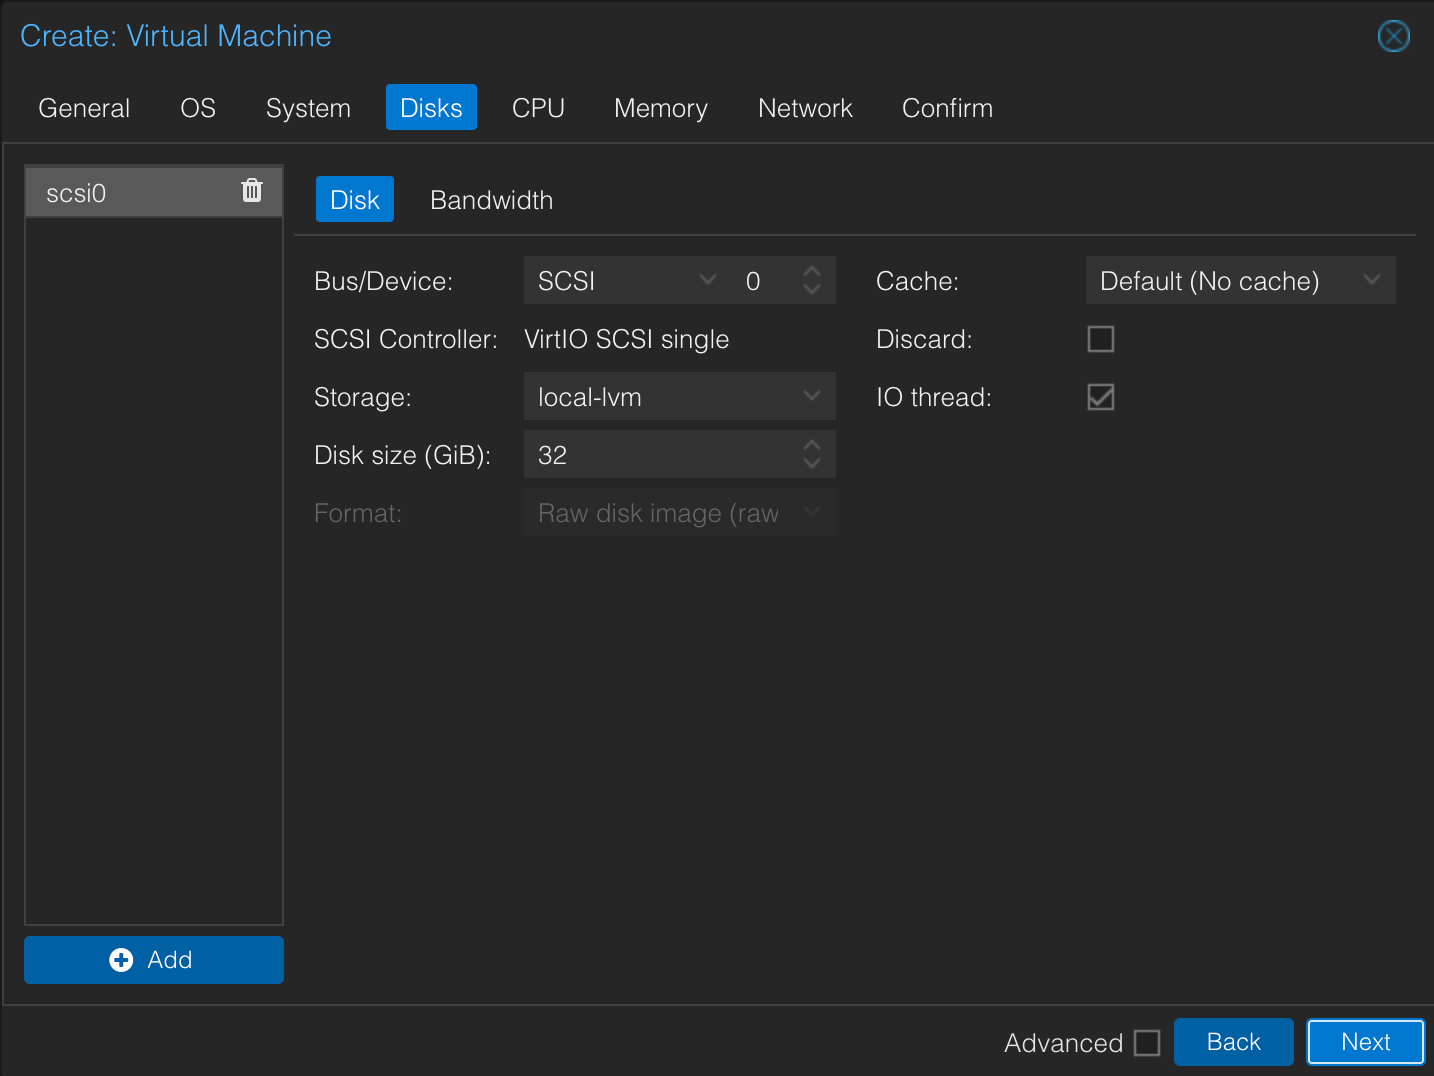 Create: Virtual Machine
General OS System Disks CPU Memory Network Confirm
scsi0
Disk Bandwidth
Bus/Device: SCSI 0 Cache: Default (No cache)
SCSI Controller: VirtIO SCSI single Discard:
Storage: local-lvm IO thread:
Disk size (GiB): 32
Format: Raw disk image (raw
Add
Advanced Back Next